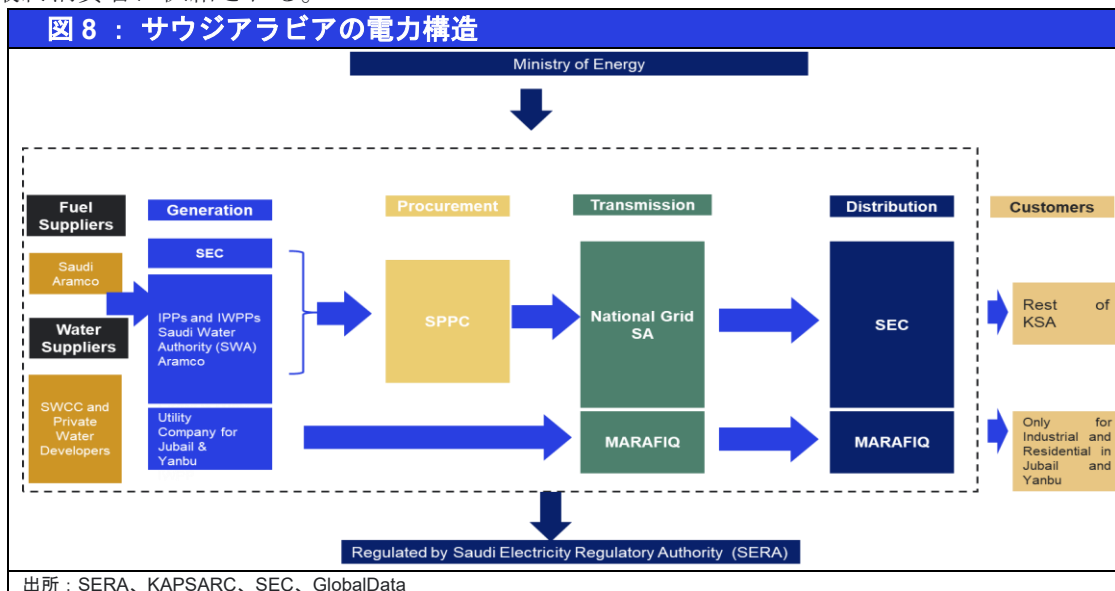 図 8 : サウジアラビアの電力構造
Ministry of Energy
Fuel
Suppliers
Generation
Procurement
Transmission
Distribution
Customers
Saudi
Aramco
SEC
IPPs and IWPPs
Saudi Water
Authority (SWA)
Aramco
Water
Suppliers
SWCC and
Private
Water
Developers
Utility
Company for
Jubail &
Yanbu
SPPC
National Grid
SA
MARAFIQ
SEC
MARAFIQ
Rest of
KSA
Only for
Industrial and
Residential in
Jubail and
Yanbu
Regulated by Saudi Electricity Regulatory Authority (SERA)
出所:SERA、KAPSARC、SEC、GlobalData